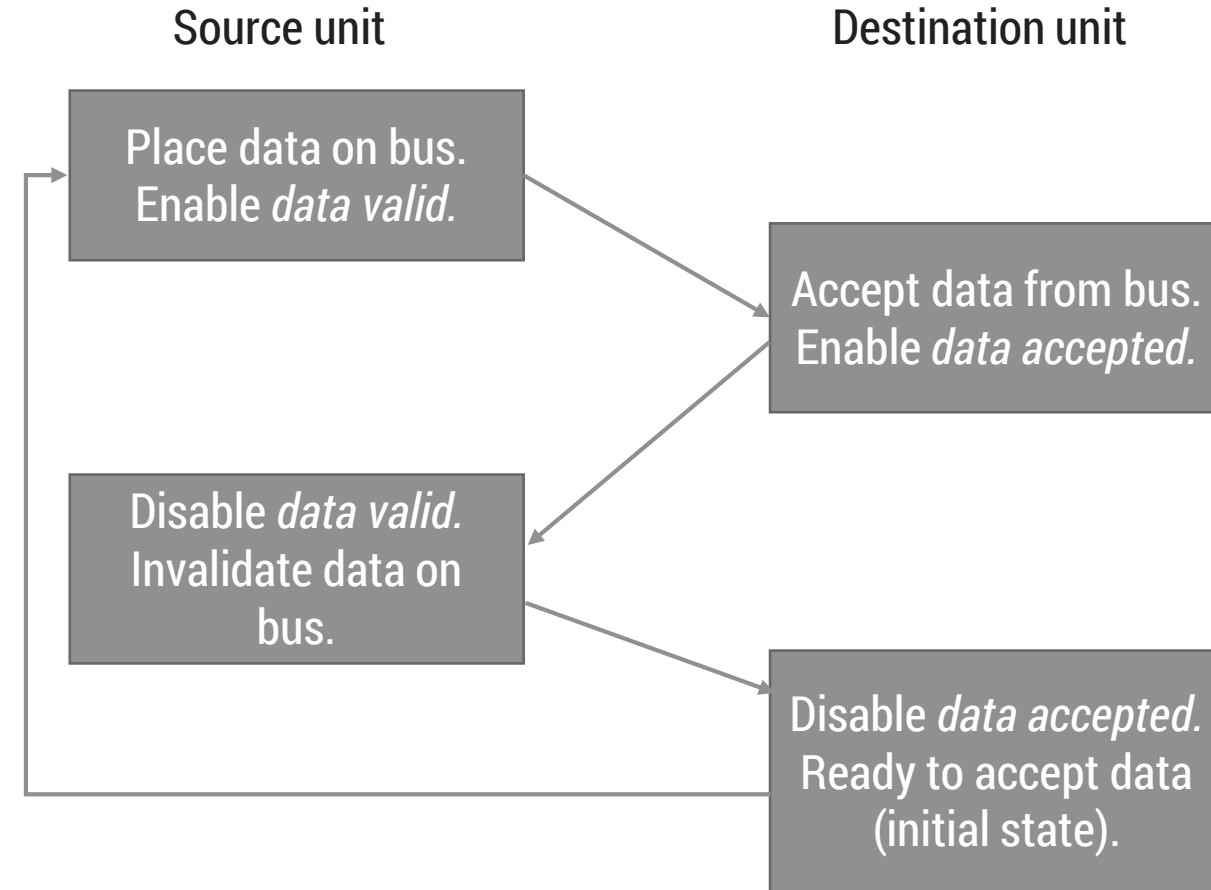 Source unit
Destination unit
Place data on bus.
Enable data valid.
Accept data from bus.
Enable data accepted.
Disable data valid.
Invalidate data on
bus.
Disable data accepted.
Ready to accept data
(initial state).